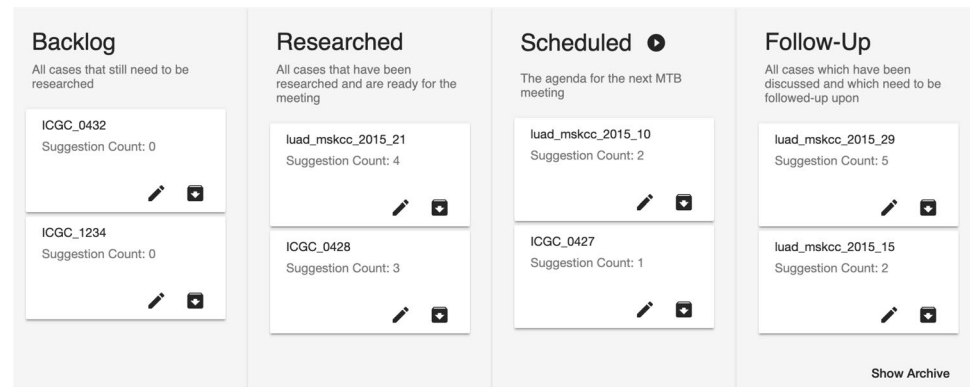 Backlog
All cases that still need to be
researched
ICGC_0432
Suggestion Count: 0
ICGC_1234
Suggestion Count: 0
Researched
All cases that have been
researched and are ready for the
meeting
luad_mskcc_2015_21
Suggestion Count: 4
ICGC_0428
Suggestion Count: 3
Scheduled
The agenda for the next MTB
meeting
luad_mskcc_2015_10
Suggestion Count: 2
ICGC_0427
Suggestion Count: 1
Follow-Up
All cases which have been
discussed and which need to be
followed-up upon
luad_mskcc_2015_29
Suggestion Count: 5
luad_mskcc_2015_15
Suggestion Count: 2
Show Archive